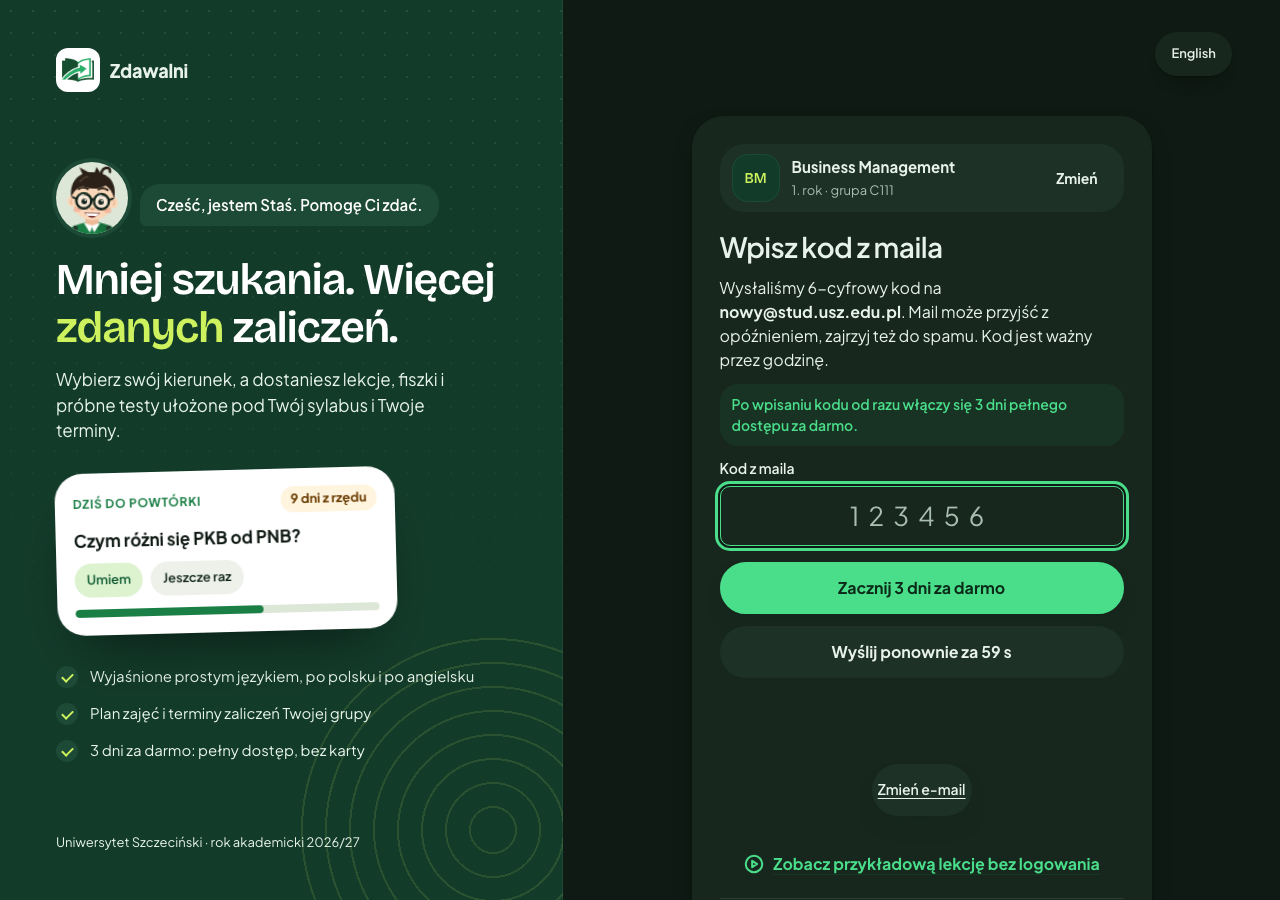 Zdawalni
English
Cześć, jestem Staś. Pomogę Ci zdać.
Mniej szukania. Więcej
zdanych zaliczeń.
Wybierz swój kierunek, a dostaniesz lekcje, fiszki i
próbne testy ułożone pod Twój sylabus i Twoje
terminy.
DZIŚ DO POWTÓRKI
9 dni z rzędu
Czym różni się PKB od PNB?
Umiem
Jeszcze raz
Wyjaśnione prostym językiem, po polsku i po angielsku
Plan zajęć i terminy zaliczeń Twojej grupy
3 dni za darmo: pełny dostęp, bez karty
Uniwersytet Szczeciński · rok akademicki 2026/27
BM
Business Management
1. rok · grupa C111
Zmień
Wpisz kod z maila
Wysłaliśmy 6-cyfrowy kod na
nowy@stud.usz.edu.pl. Mail może przyjść z
opóźnieniem, zajrzyj też do spamu. Kod jest ważny
przez godzinę.
Po wpisaniu kodu od razu włączy się 3 dni pełnego
dostępu za darmo.
Kod z maila
123456
Zacznij 3 dni za darmo
Wyślij ponownie za 59 s
Zmień e-mail
Zobacz przykładową lekcję bez logowania